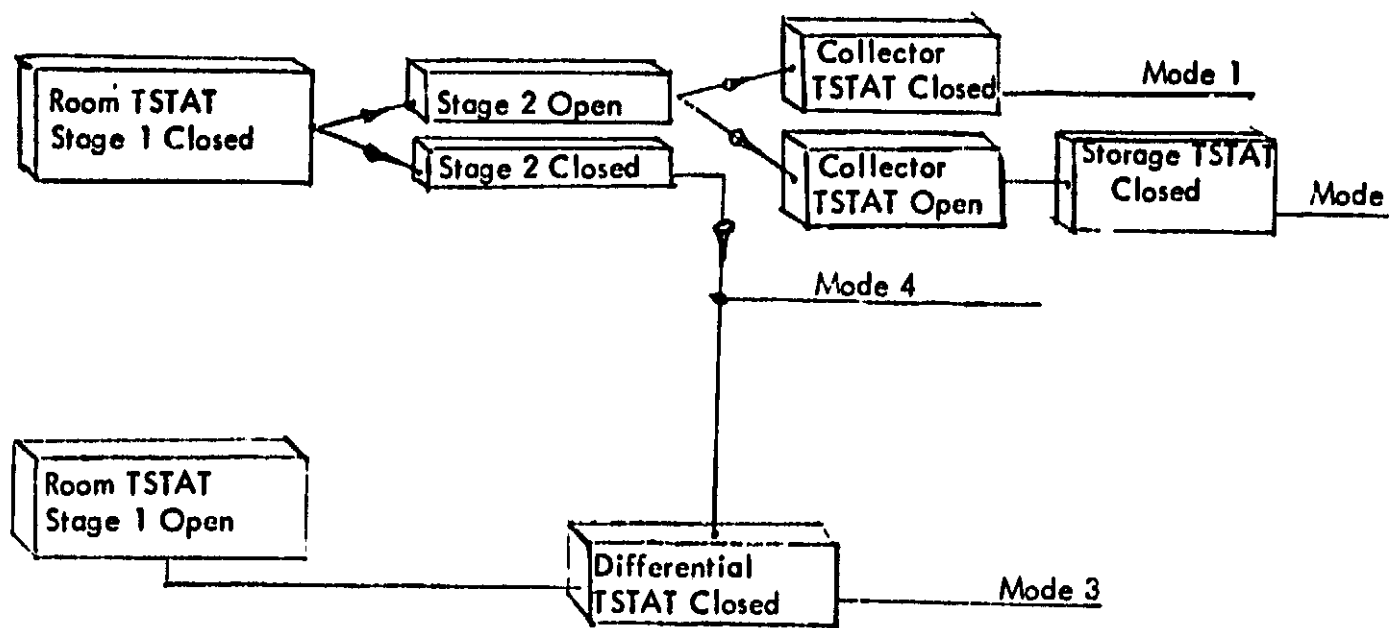 Room TSTAT
Stage 1 Closed
Stage 2 Open
Stage 2 Closed
Collector
TSTAT Closed
Mode 1
Collector
TSTAT Open
Storage TSTAT
Closed
Mode
Mode 4
Room TSTAT
Stage 1 Open
Differential
TSTAT Closed
Mode 3